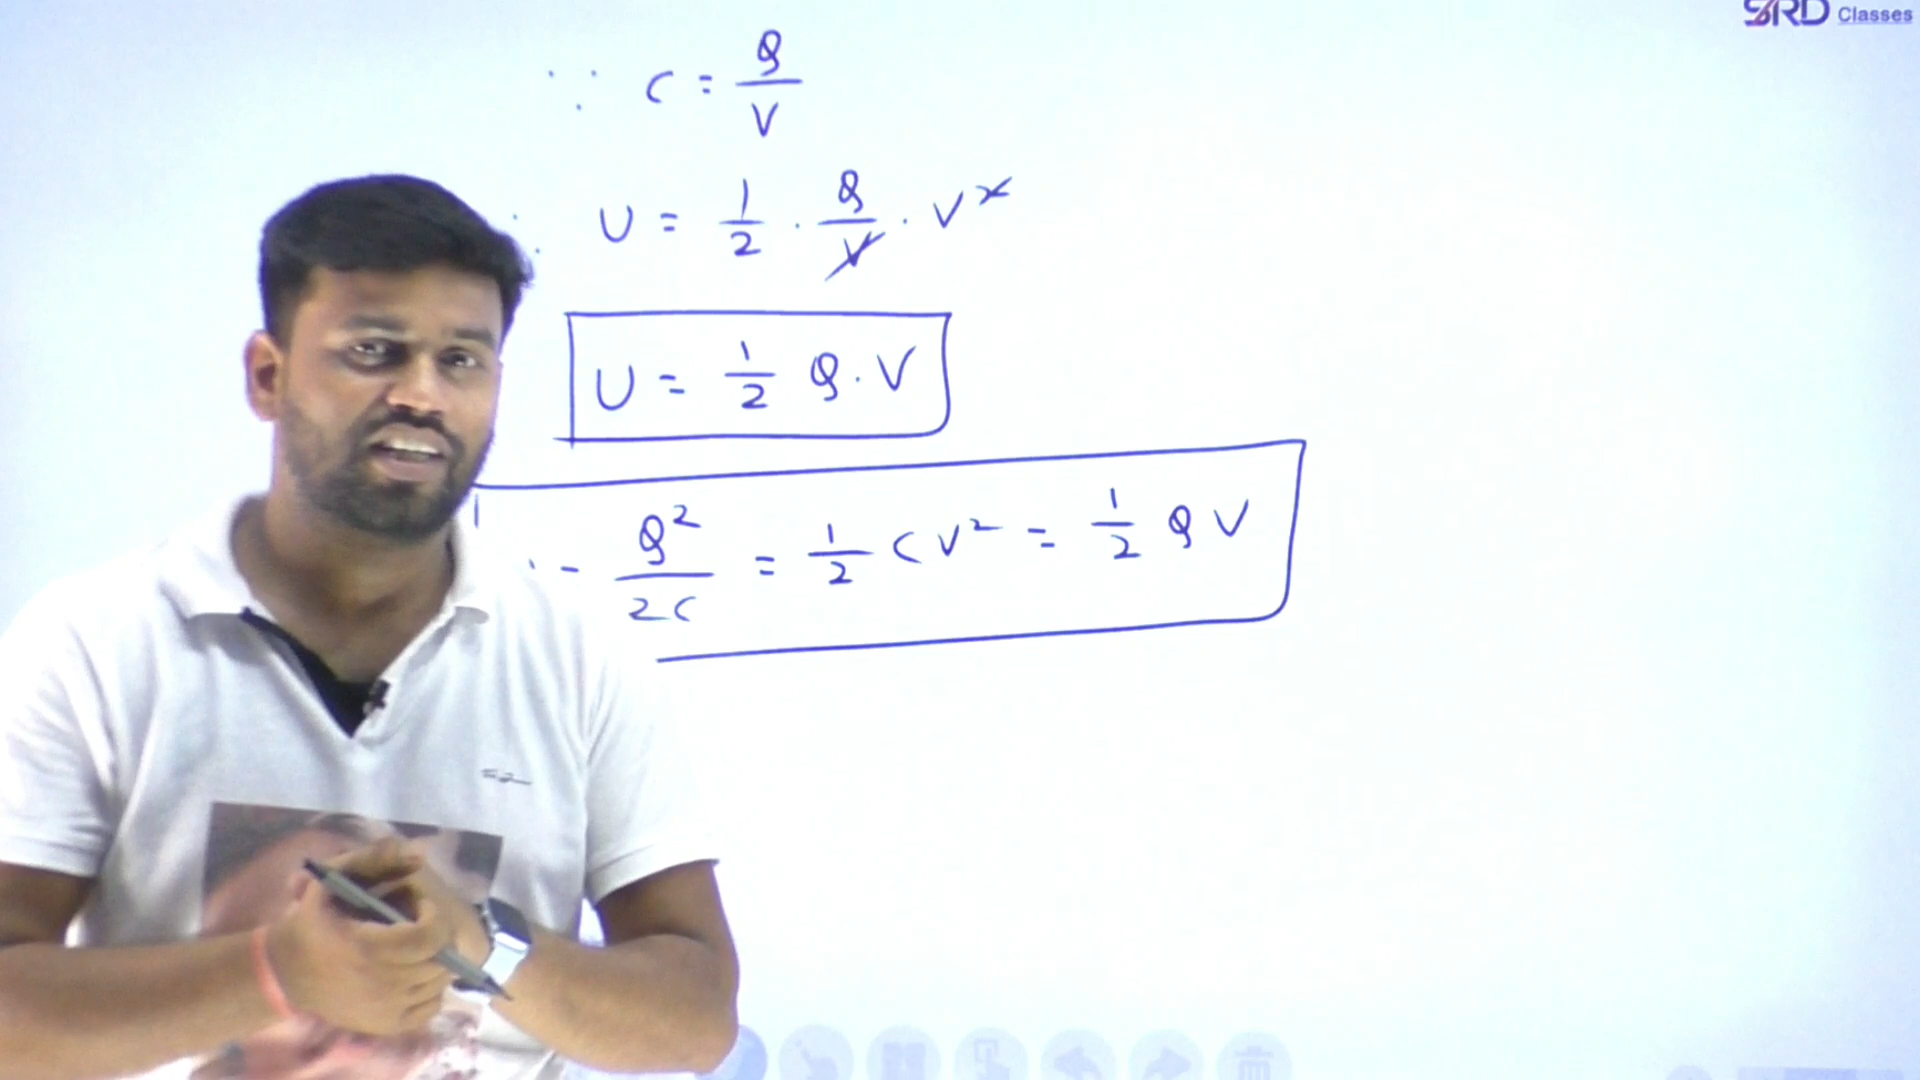 SRD Classes
∵ C = Q/V
∴ U = 1/2 · Q/V · V²
U = 1/2 Q · V
Q²/2C = 1/2 CV² = 1/2 QV